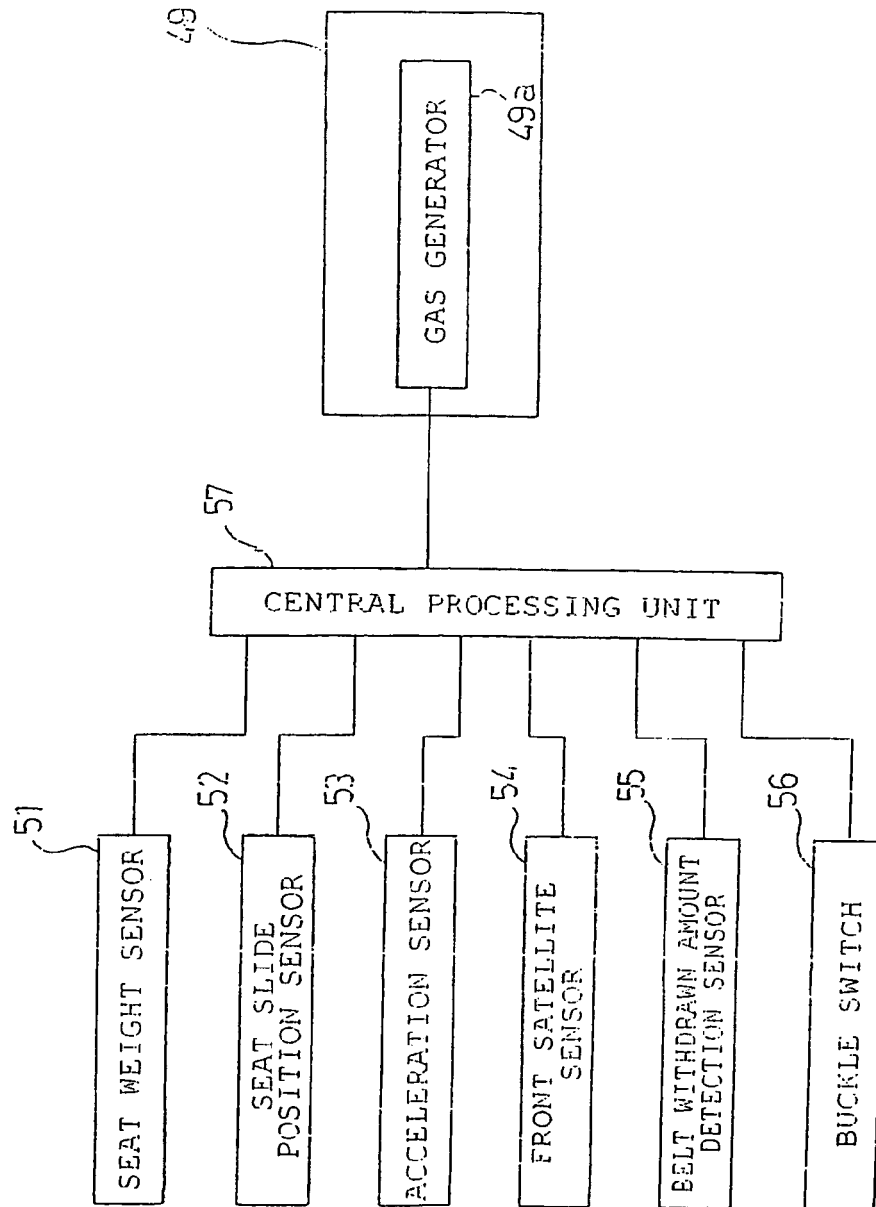 51
SEAT WEIGHT SENSOR
52
SEAT SLIDE
POSITION SENSOR
53
ACCELERATION SENSOR
54
FRONT SATELLITE
SENSOR
55
BELT WITHDRAWN AMOUNT
DETECTION SENSOR
56
BUCKLE SWITCH
57
CENTRAL PROCESSING UNIT
49
GAS GENERATOR
49a